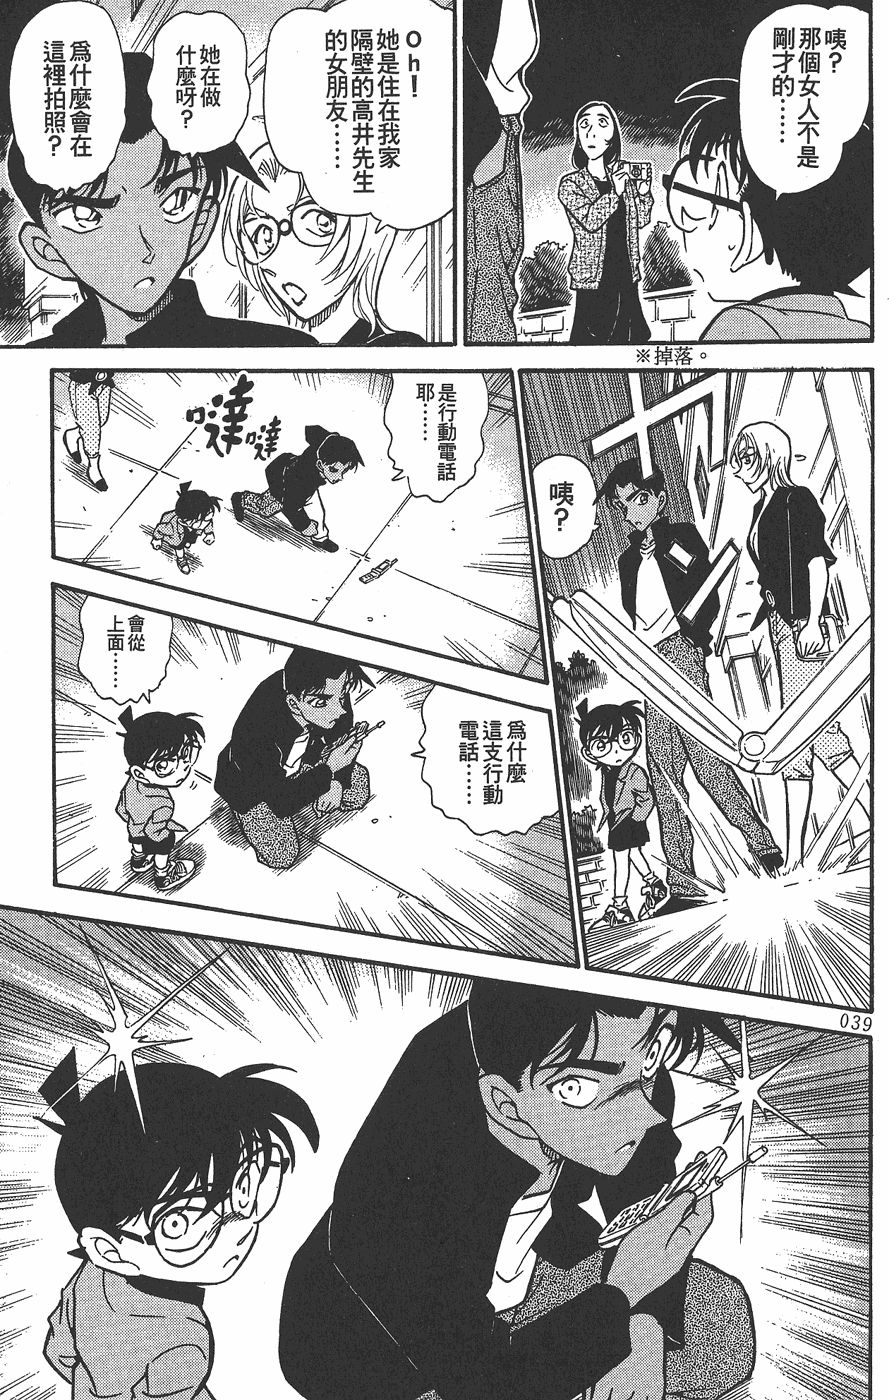 咦？
那個女人不是
剛才的……
Oh！
她是住在我家
隔壁的高井先生
的女朋友……
她在做
什麼呀？
爲什麼會在
這裡拍照？
※掉落。
咦？
是行動電話
耶……
噠噠
爲什麼
這支行動
電話……
會從
上面……
039